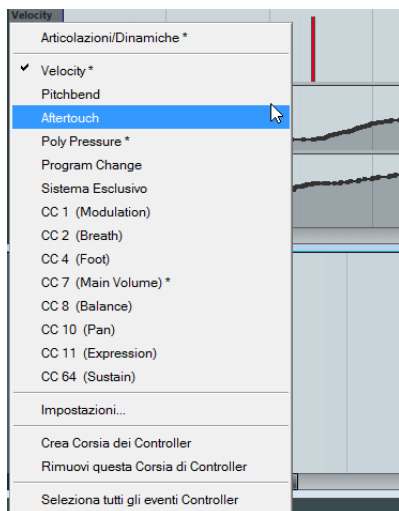 Velocity
Articolazioni/Dinamiche *
Velocity *
Pitchbend
Aftertouch
Poly Pressure *
Program Change
Sistema Esclusivo
CC 1 (Modulation)
CC 2 (Breath)
CC 4 (Foot)
CC 7 (Main Volume) *
CC 8 (Balance)
CC 10 (Pan)
CC 11 (Expression)
CC 64 (Sustain)
Impostazioni...
Crea Corsia dei Controller
Rimuovi questa Corsia di Controller
Seleziona tutti gli eventi Controller